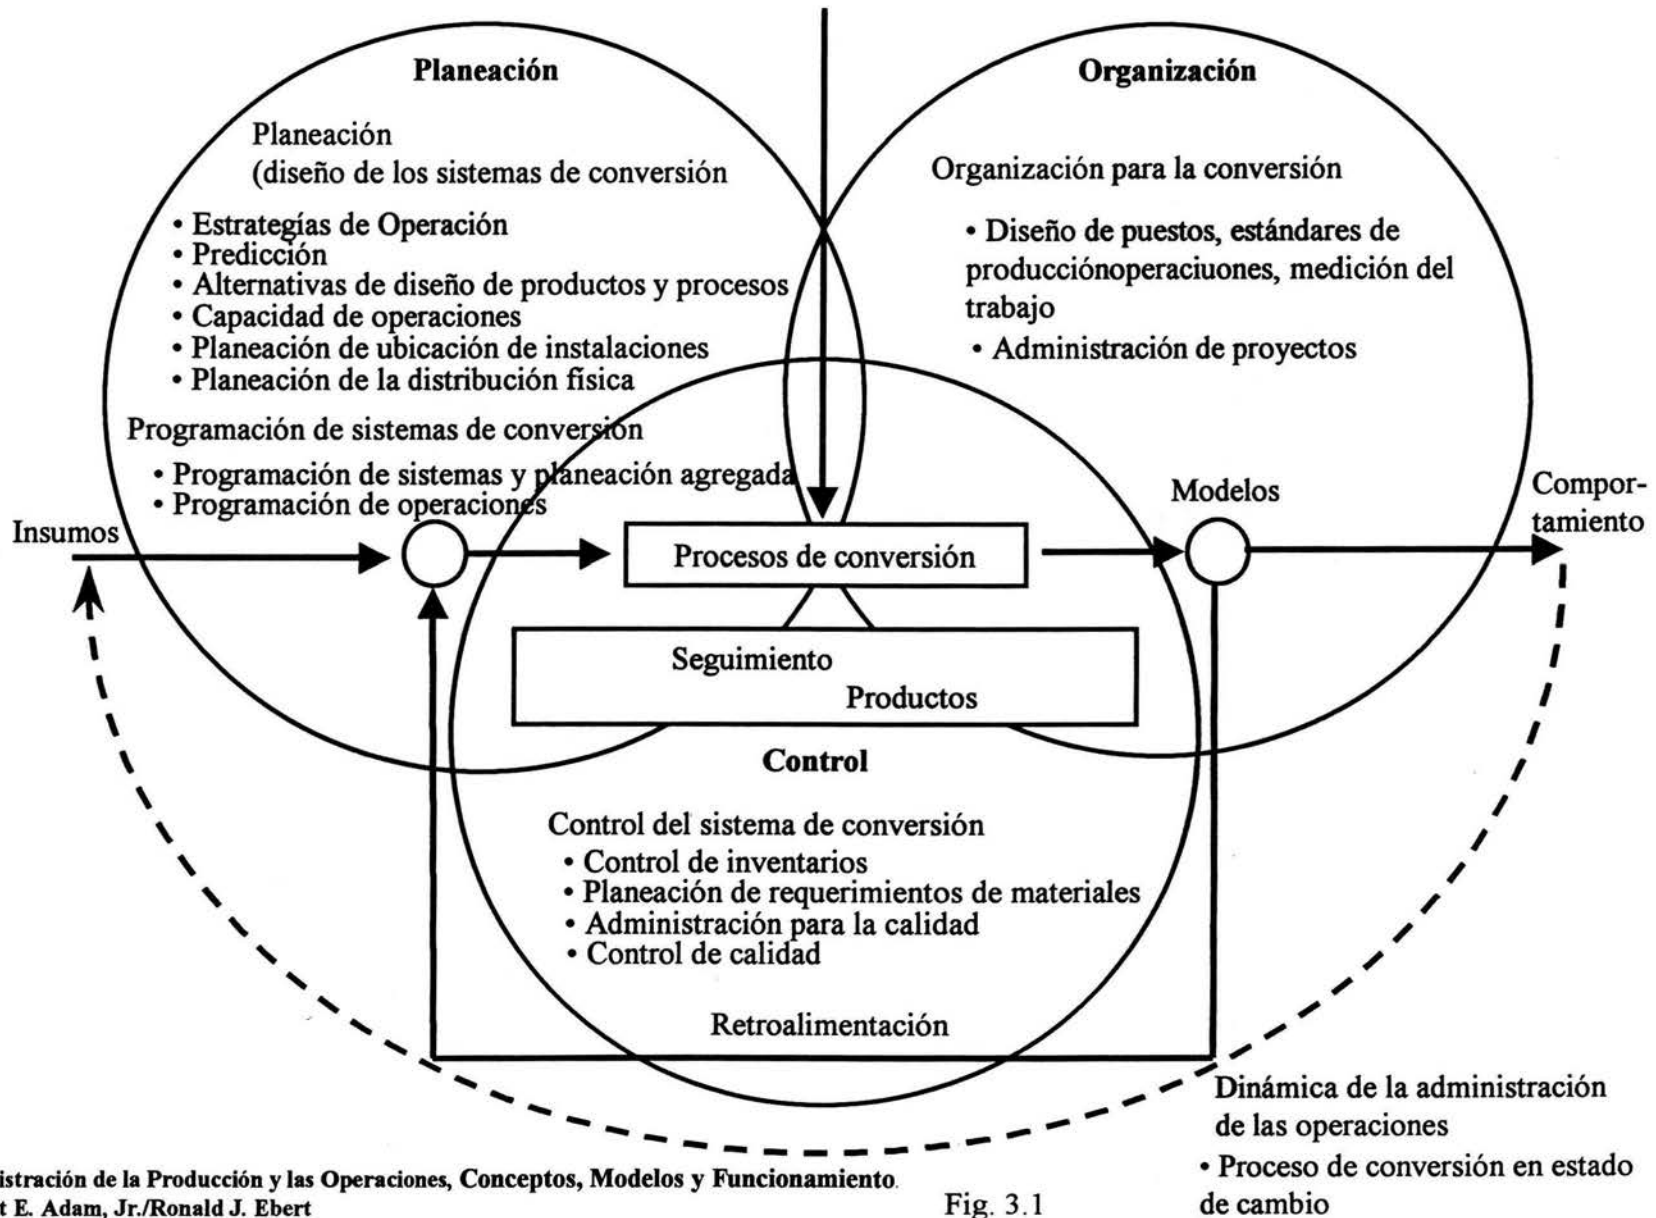 Planeación
Planeación
(diseño de los sistemas de conversión
• Estrategías de Operación
• Predicción
• Alternativas de diseño de productos y procesos
• Capacidad de operaciones
• Planeación de ubicación de instalaciones
• Planeación de la distribución física
Programación de sistemas de conversión
• Programación de sistemas y planeación agregada
• Programación de operaciones
Organización
Organización para la conversión
• Diseño de puestos, estándares de
producciónoperaciuones, medición del
trabajo
• Administración de proyectos
Insumos
Procesos de conversión
Modelos
Compor-
tamiento
Seguimiento
Productos
Control
Control del sistema de conversión
• Control de inventarios
• Planeación de requerimientos de materiales
• Administración para la calidad
• Control de calidad
Retroalimentación
Dinámica de la administración
de las operaciones
• Proceso de conversión en estado
de cambio
istración de la Producción y las Operaciones, Conceptos, Modelos y Funcionamiento.
t E. Adam, Jr./Ronald J. Ebert
Fig. 3.1